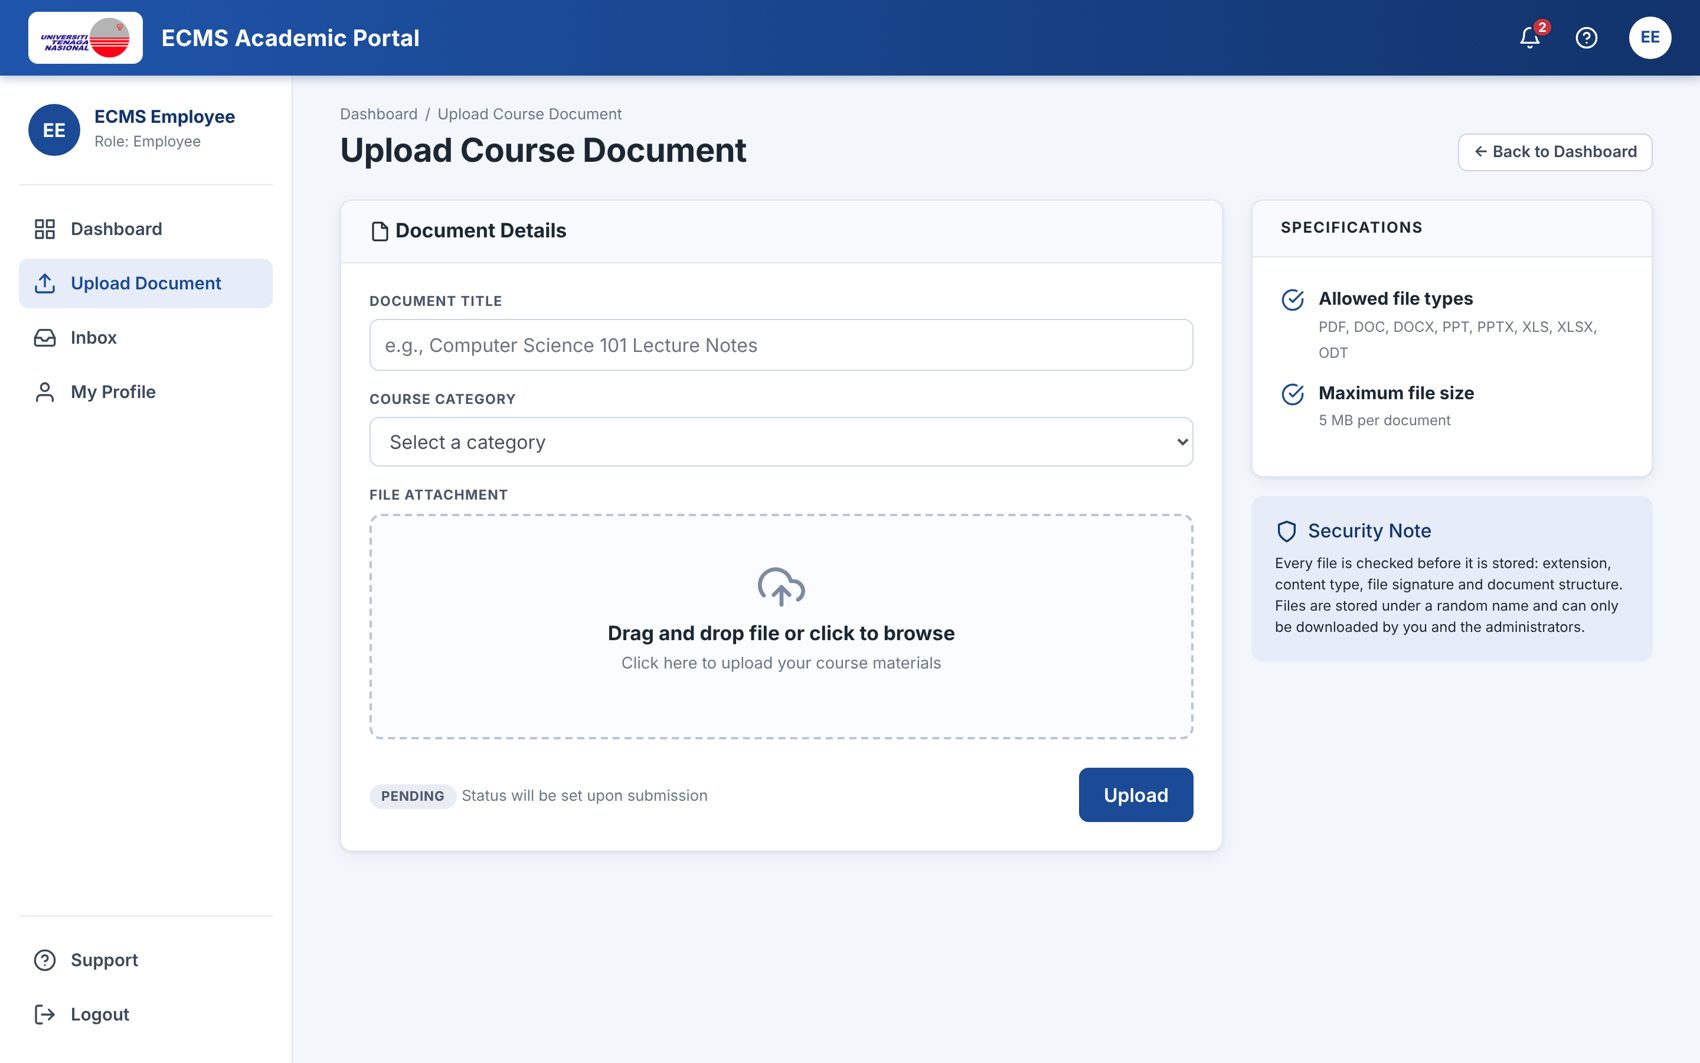 UNIVERSITI
TENAGA
NASIONAL
ECMS Academic Portal
2
EE
EE
ECMS Employee
Role: Employee
Dashboard
Upload Document
Inbox
My Profile
Support
Logout
Dashboard / Upload Course Document
Upload Course Document
← Back to Dashboard
Document Details
DOCUMENT TITLE
e.g., Computer Science 101 Lecture Notes
COURSE CATEGORY
Select a category
FILE ATTACHMENT
Drag and drop file or click to browse
Click here to upload your course materials
PENDING Status will be set upon submission
Upload
SPECIFICATIONS
Allowed file types
PDF, DOC, DOCX, PPT, PPTX, XLS, XLSX,
ODT
Maximum file size
5 MB per document
Security Note
Every file is checked before it is stored: extension,
content type, file signature and document structure.
Files are stored under a random name and can only
be downloaded by you and the administrators.